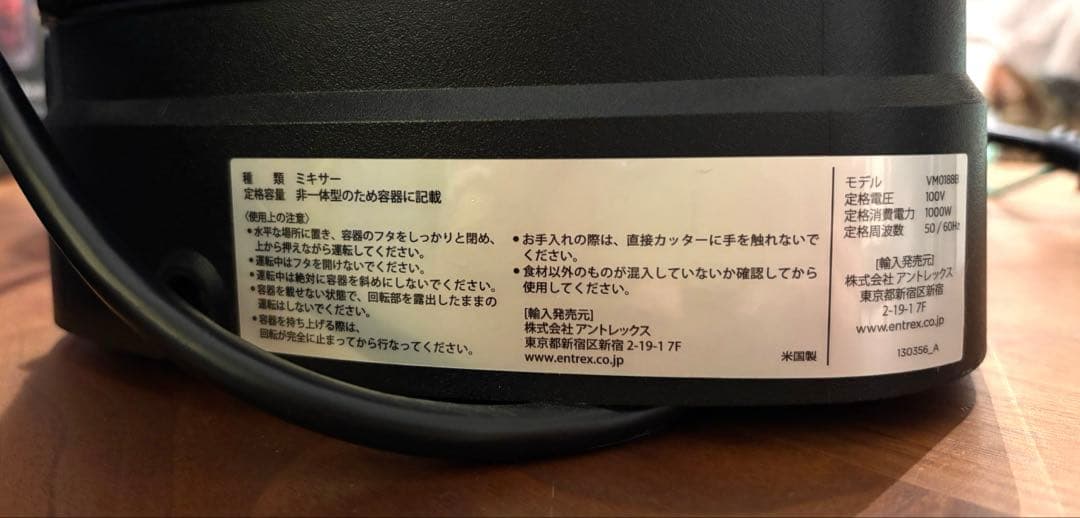 種　類　ミキサー
定格容量　非一体型のため容器に記載
〈使用上の注意〉
●水平な場所に置き、容器のフタをしっかりと閉め、
上から押えながら運転してください。
●運転中はフタを開けないでください。
●運転中は絶対に容器を斜めにしないでください。
●容器を載せない状態で、回転部を露出したままの
運転はしないでください。
●容器を持ち上げる際は、
回転が完全に止まってから行なってください。
●お手入れの際は、直接カッターに手を触れないで
ください。
●食材以外のものが混入していないか確認してから
使用してください。
[輸入発売元]
株式会社 アントレックス
東京都新宿区新宿 2-19-1 7F
www.entrex.co.jp
米国製
モデル　VM0188B
定格電圧　100V
定格消費電力　1000W
定格周波数　50 / 60Hz
[輸入発売元]
株式会社 アントレックス
東京都新宿区新宿
2-19-1 7F
www.entrex.co.jp
130356_A